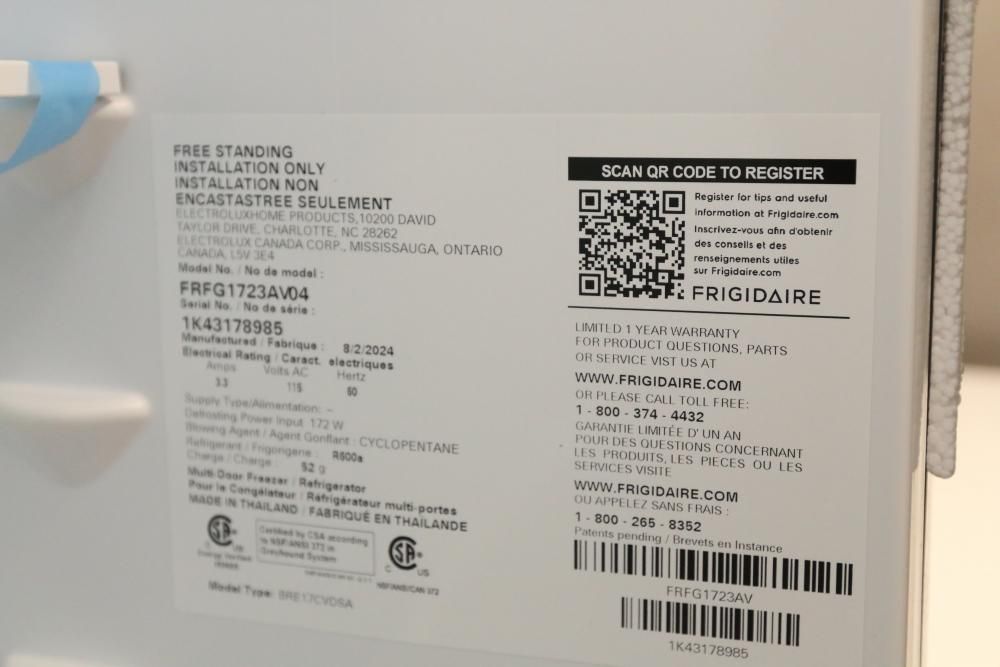 FREE STANDING
INSTALLATION ONLY
INSTALLATION NON
ENCASTASTREE SEULEMENT
ELECTROLUXHOME PRODUCTS,10200 DAVID
TAYLOR DRIVE, CHARLOTTE, NC 28262
ELECTROLUX CANADA CORP., MISSISSAUGA, ONTARIO
CANADA, L5V 3E4
Model No. / No de model :
FRFG1723AV04
Serial No. / No de série :
1K43178985
Manufactured / Fabrique : 8/2/2024
Electrical Rating / Caract. electriques
Amps Volts AC Hertz
3.3 115 60
Supply Type/Alimentation: –
Defrosting Power Input 172 W
Blowing Agent / Agent Gonflant : CYCLOPENTANE
Refrigerant / Frigorigene : R600a
Charge / Charge : 52 g
Multi-Door Freezer / Refrigerator
Pour le Congélateur / Réfrigérateur multi-portes
MADE IN THAILAND / FABRIQUÉ EN THAÏLANDE
C US
Energy Verified
Certified by CSA according
to NSF/ANSI 372 in
Greyhound System
SA
C US
NSF/ANSI/CAN 372
Model Type: BRE17CVDSA
SCAN QR CODE TO REGISTER
Register for tips and useful
information at Frigidaire.com
Inscrivez-vous afin d'obtenir
des conseils et des
renseignements utiles
sur Frigidaire.com
FRIGIDAIRE
LIMITED 1 YEAR WARRANTY
FOR PRODUCT QUESTIONS, PARTS
OR SERVICE VIST US AT
WWW.FRIGIDAIRE.COM
OR PLEASE CALL TOLL FREE:
1 - 800 - 374 - 4432
GARANTIE LIMITÉE D' UN AN
POUR DES QUESTIONS CONCERNANT
LES PRODUITS, LES PIECES OU LES
SERVICES VISITE
WWW.FRIGIDAIRE.COM
OU APPELEZ SANS FRAIS :
1 - 800 - 265 - 8352
Patents pending / Brevets en Instance
FRFG1723AV
1K43178985